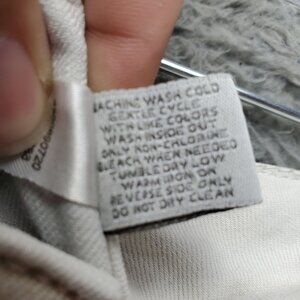 MACHINE WASH COLD
GENTLE CYCLE
WITH LIKE COLORS
WASH INSIDE OUT
ONLY NON-CHLORINE
BLEACH WHEN NEEDED
TUMBLE DRY LOW
WARM IRON ON
REVERSE SIDE ONLY
DO NOT DRY CLEAN